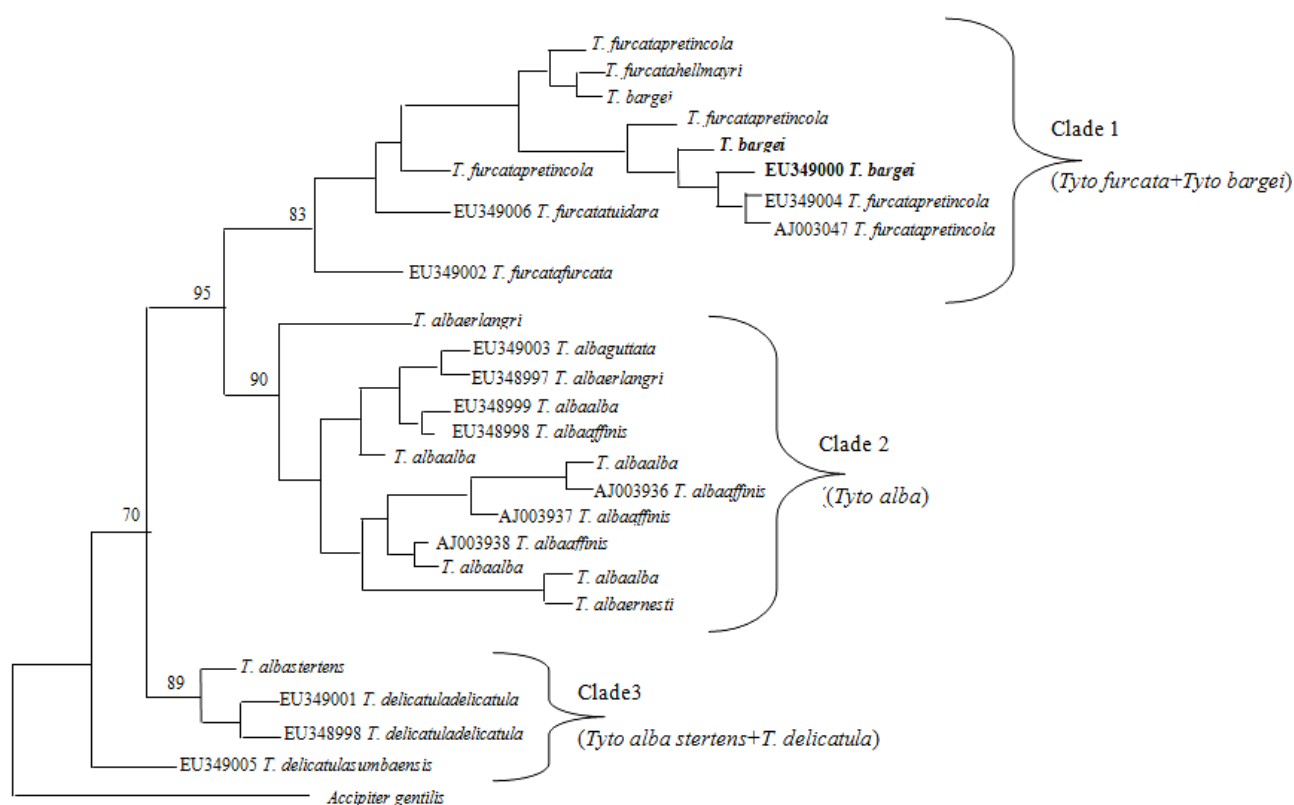 T. furcatapretincola
T. furcatahellmayri
T. bargei
T. furcatapretincola
T. bargei
EU349000 T. bargei
EU349004 T. furcatapretincola
AJ003047 T. furcatapretincola
T. furcatapretincola
EU349006 T. furcatatuidara
EU349002 T. furcatafurcata
83
95
Clade 1
(Tyto furcata+Tyto bargei)
T. albaerlangri
EU349003 T. albaguttata
EU348997 T. albaerlangri
EU348999 T. albaalba
EU348998 T. albaaffinis
T. albaalba
T. albaalba
AJ003936 T. albaaffinis
AJ003937 T. albaaffinis
AJ003938 T. albaaffinis
T. albaalba
T. albaalba
T. albaernesti
90
70
Clade 2
(Tyto alba)
T. albastertens
EU349001 T. delicatuladelicatula
EU348998 T. delicatuladelicatula
EU349005 T. delicatulasumbaensis
89
Clade3
(Tyto alba stertens+T. delicatula)
Accipiter gentilis